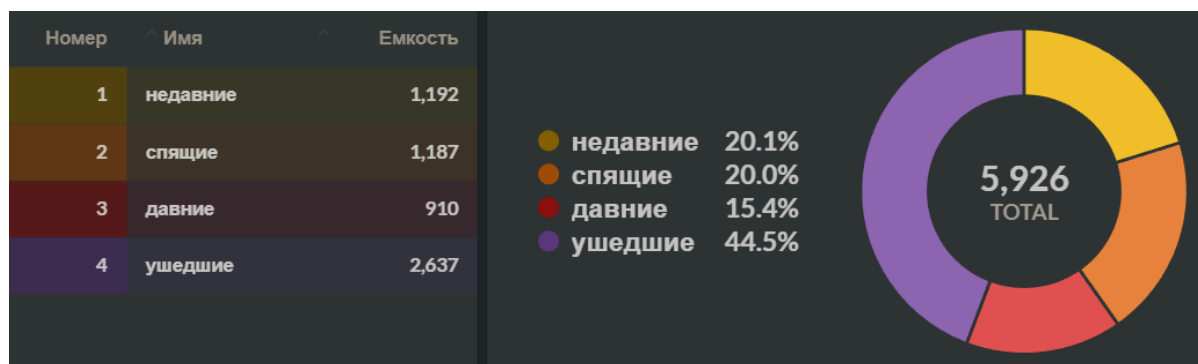 Номер Имя Емкость
1 недавние 1,192
2 спящие 1,187
3 давние 910
4 ушедшие 2,637
недавние 20.1%
спящие 20.0%
давние 15.4%
ушедшие 44.5%
5,926
TOTAL